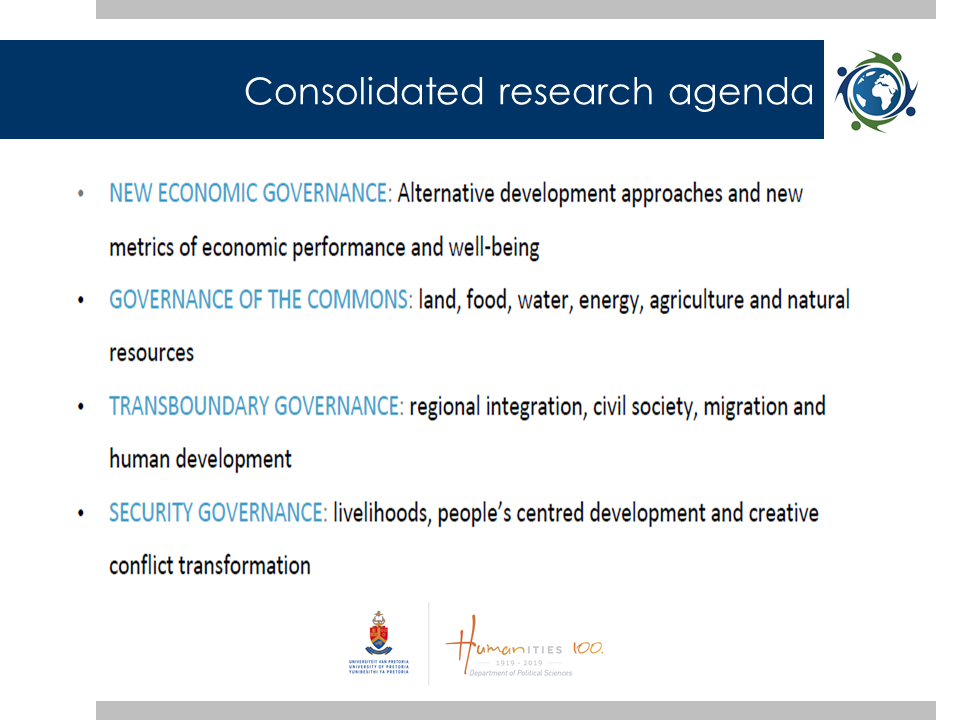 Consolidated research agenda
• NEW ECONOMIC GOVERNANCE: Alternative development approaches and new
metrics of economic performance and well-being
• GOVERNANCE OF THE COMMONS: land, food, water, energy, agriculture and natural
resources
• TRANSBOUNDARY GOVERNANCE: regional integration, civil society, migration and
human development
• SECURITY GOVERNANCE: livelihoods, people’s centred development and creative
conflict transformation
UNIVERSITEIT VAN PRETORIA
UNIVERSITY OF PRETORIA
YUNIBESITHI YA PRETORIA
Humanities 100.
1919 - 2019
Department of Political Sciences